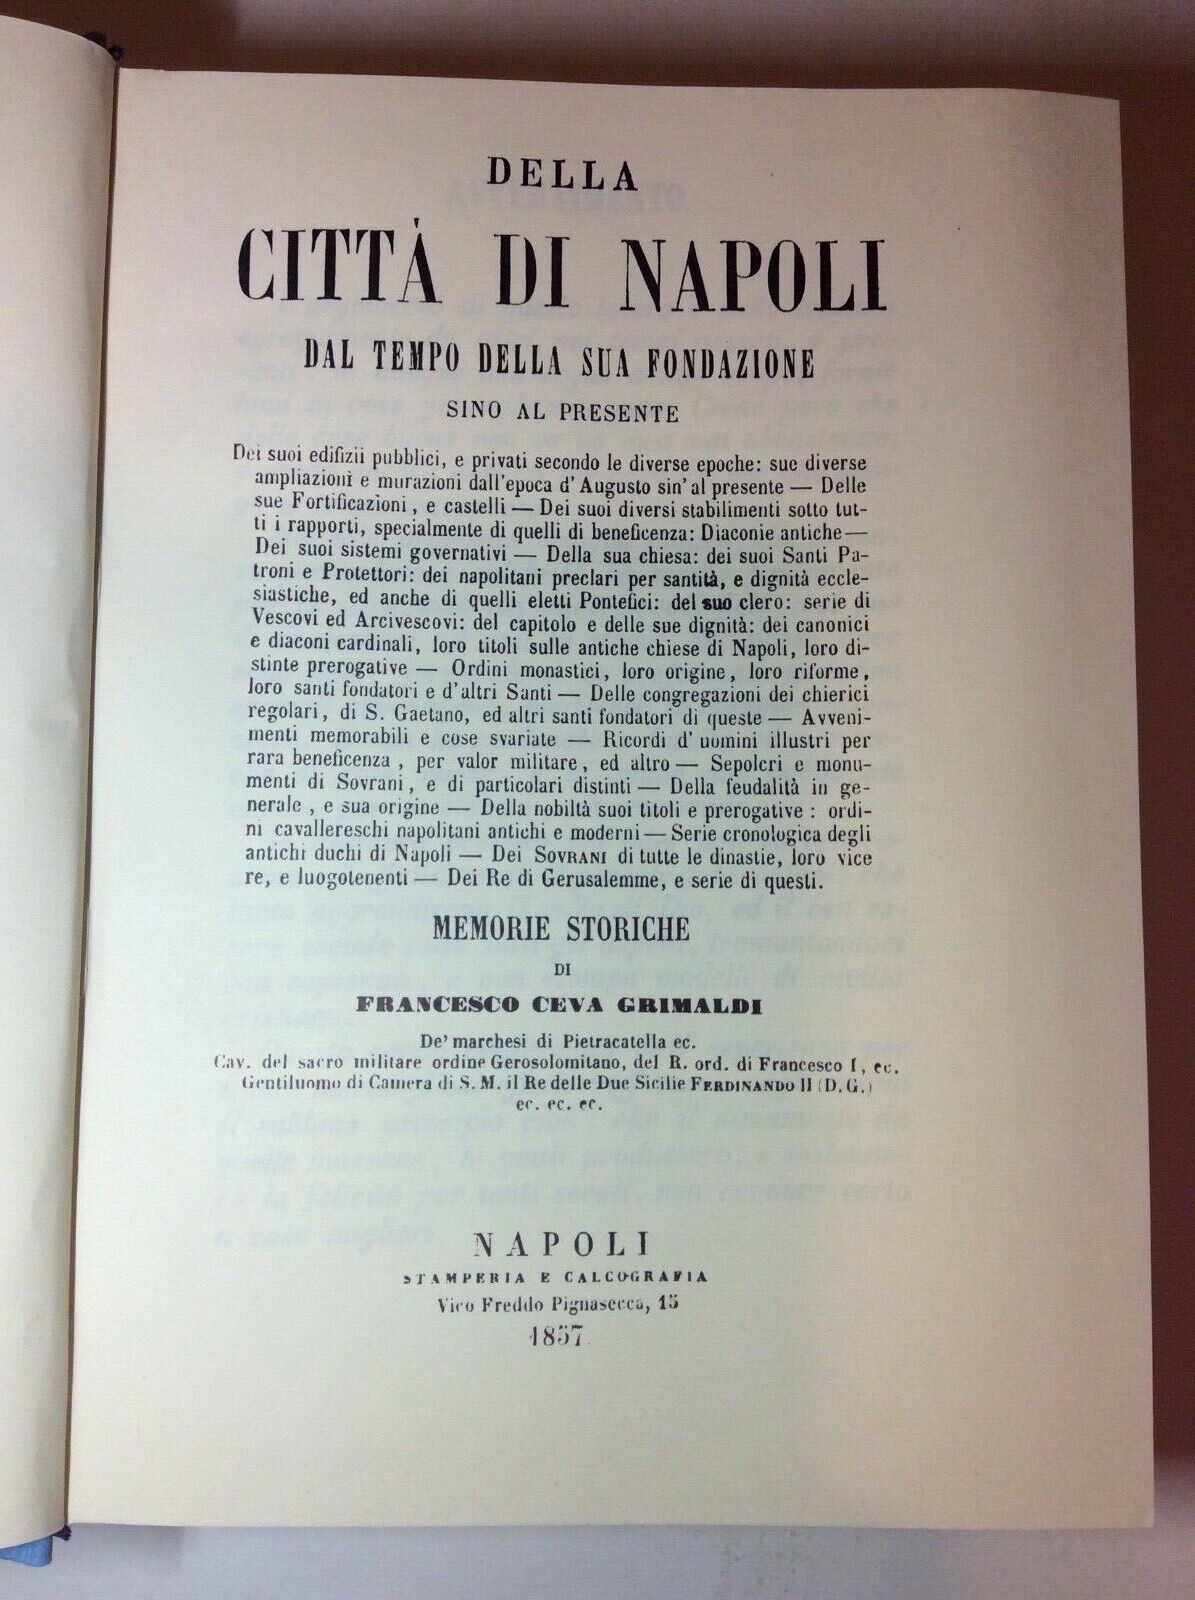 DELLA
CITTÀ DI NAPOLI
DAL TEMPO DELLA SUA FONDAZIONE
SINO AL PRESENTE
Dei suoi edifizii pubblici, e privati secondo le diverse epoche: sue diverse
ampliazioni e murazioni dall'epoca d'Augusto sin'al presente — Delle
sue Fortificazioni, e castelli — Dei suoi diversi stabilimenti sotto tut-
ti i rapporti, specialmente di quelli di beneficenza: Diaconie antiche —
Dei suoi sistemi governativi — Della sua chiesa: dei suoi Santi Pa-
troni e Protettori: dei napolitani preclari per santità, e dignità eccle-
siastiche, ed anche di quelli eletti Pontefici: del suo clero: serie di
Vescovi ed Arcivescovi: del capitolo e delle sue dignità: dei canonici
e diaconi cardinali, loro titoli sulle antiche chiese di Napoli, loro di-
stinte prerogative — Ordini monastici, loro origine, loro riforme,
loro santi fondatori e d'altri Santi — Delle congregazioni dei chierici
regolari, di S. Gaetano, ed altri santi fondatori di queste — Avveni-
menti memorabili e cose svariate — Ricordi d'uomini illustri per
rara beneficenza, per valor militare, ed altro — Sepolcri e monu-
menti di Sovrani, e di particolari distinti — Della feudalità in ge-
nerale, e sua origine — Della nobiltà suoi titoli e prerogative: ordi-
ni cavallereschi napolitani antichi e moderni — Serie cronologica degli
antichi duchi di Napoli — Dei SOVRANI di tutte le dinastie, loro vice
re, e luogotenenti — Dei Re di Gerusalemme, e serie di questi.
MEMORIE STORICHE
DI
FRANCESCO CEVA GRIMALDI
De' marchesi di Pietracatella ec.
Cav. del sacro militare ordine Gerosolomitano, del R. ord. di Francesco I, ec.
Gentiluomo di Camera di S. M. il Re delle Due Sicilie FERDINANDO II (D. G.)
ec. ec. ec.
NAPOLI
STAMPERIA E CALCOGRAFIA
Vico Freddo Pignasecca, 15
1857